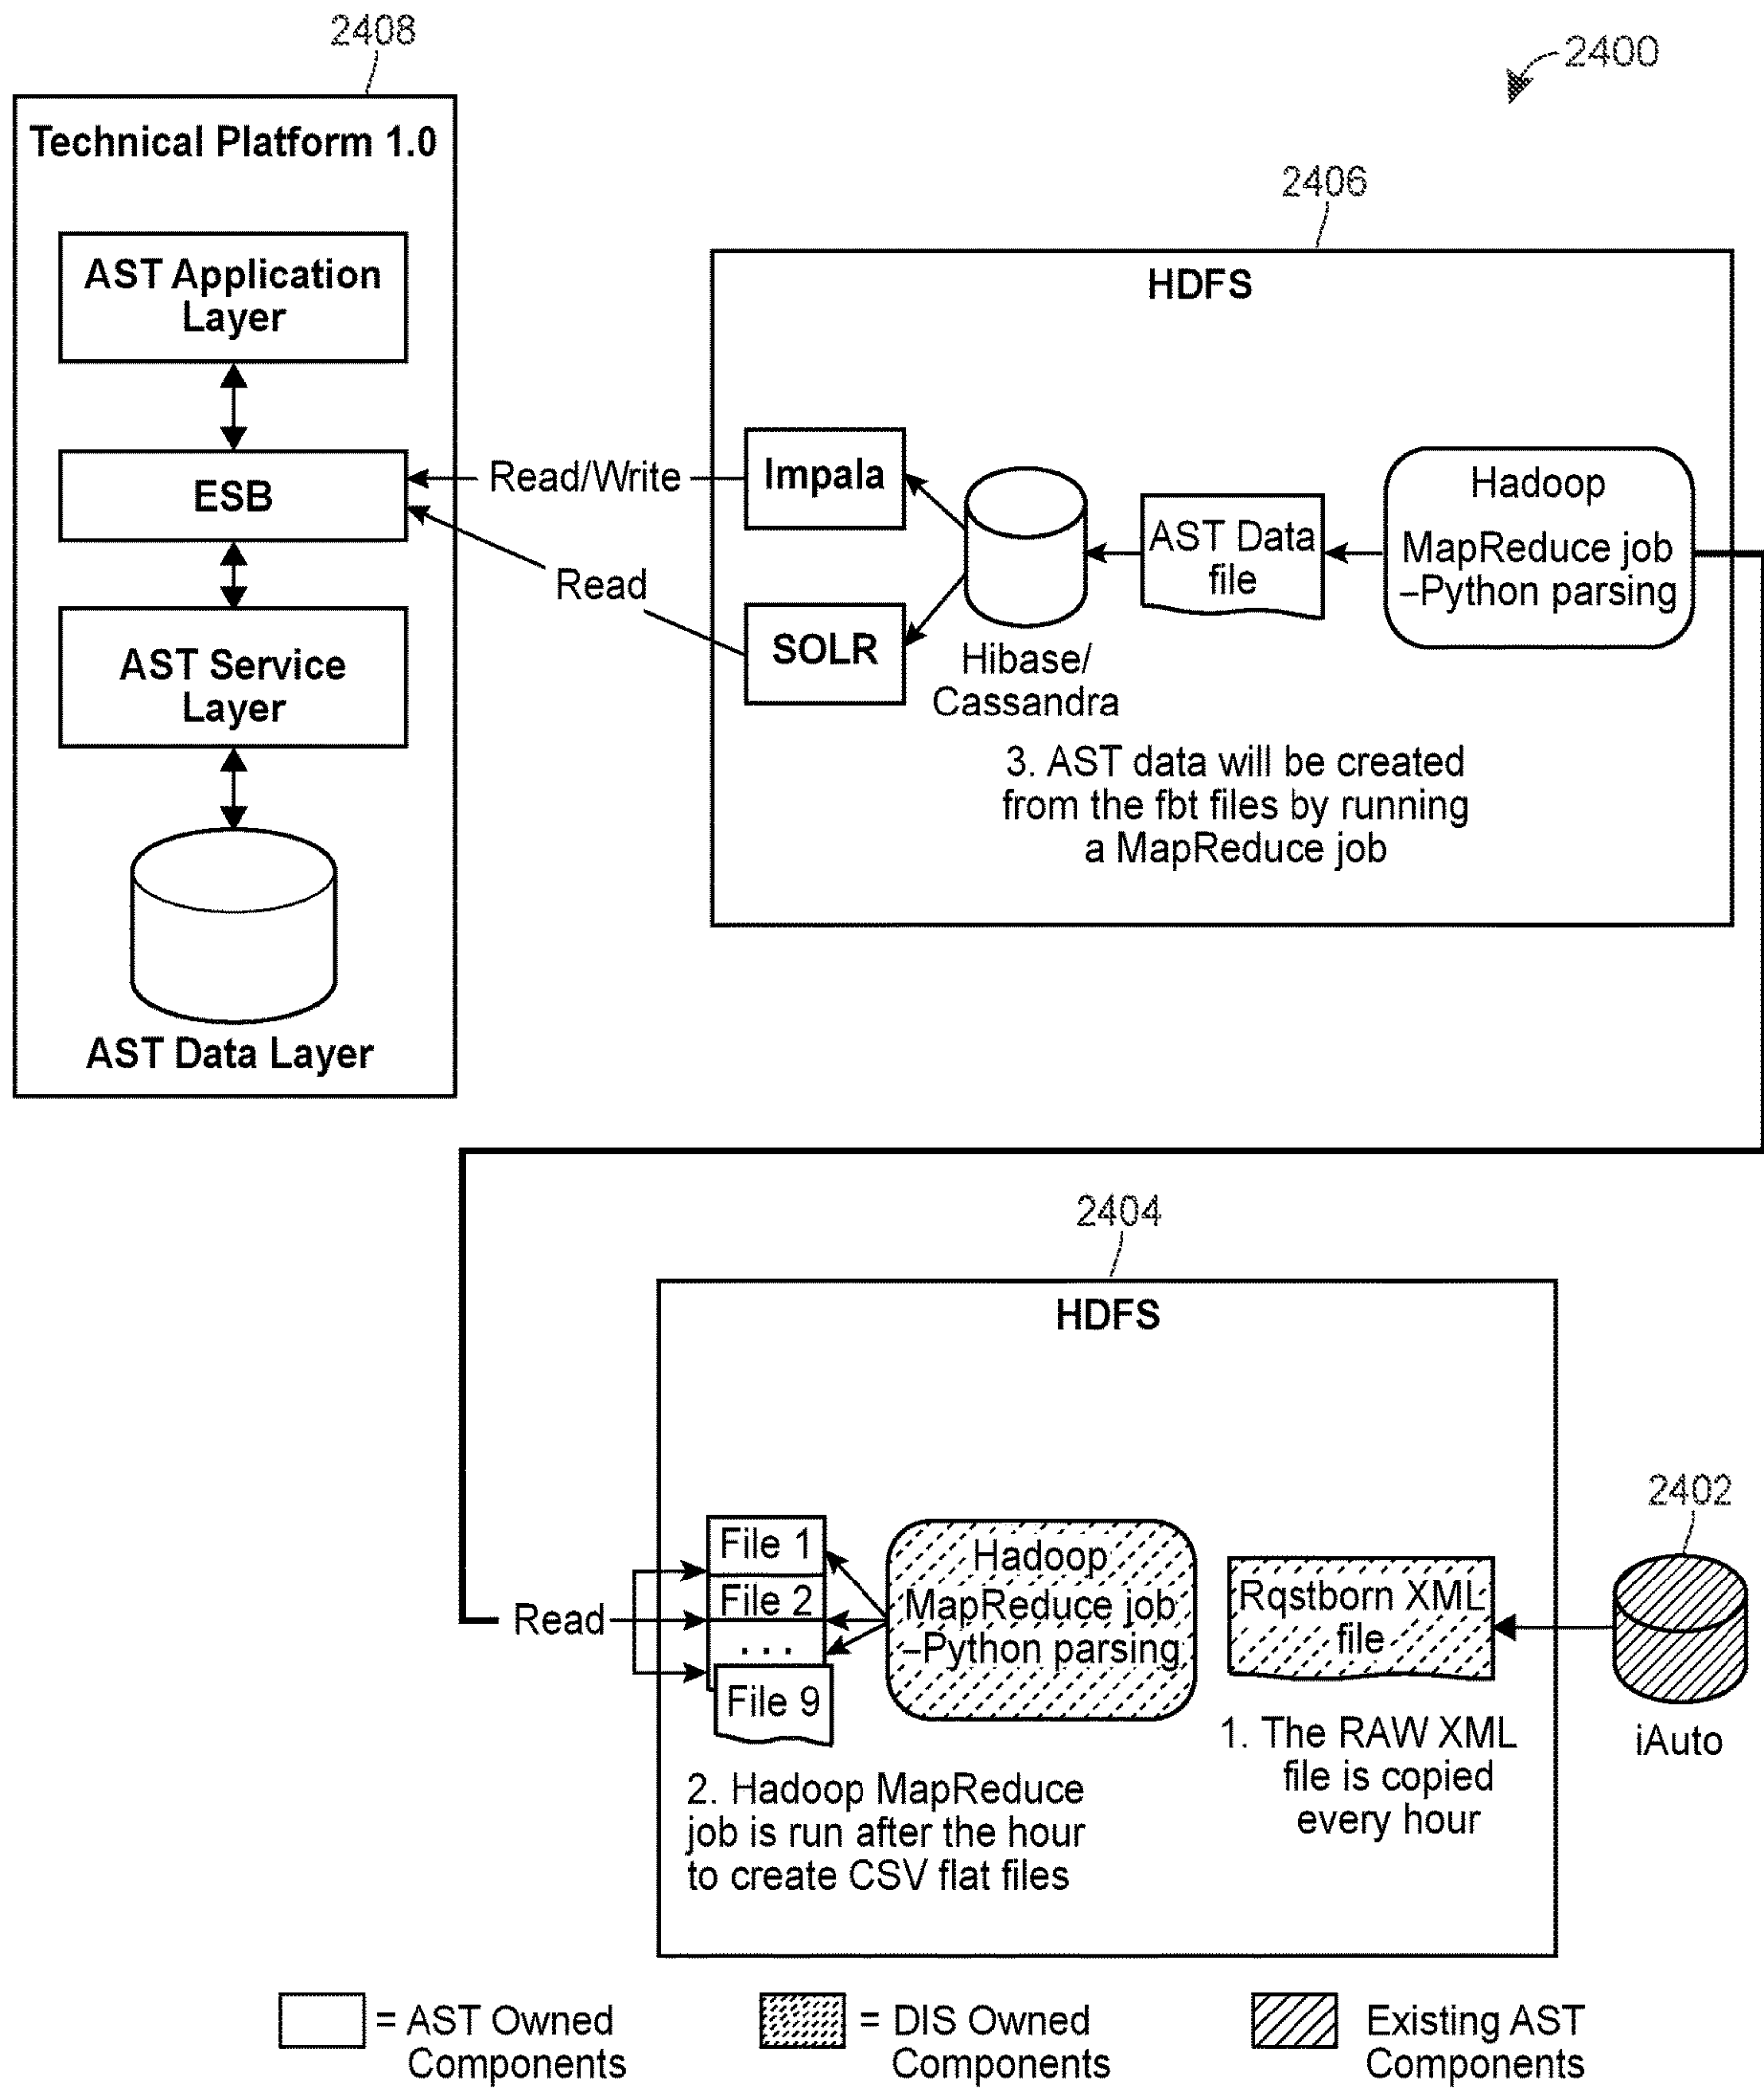 2408
2400
Technical Platform 1.0
2406
AST Application
Layer
HDFS
ESB
Read/Write
Impala
Hadoop
MapReduce job
–Python parsing
AST Data
file
Read
SOLR
Hibase/
Cassandra
AST Service
Layer
3. AST data will be created
from the fbt files by running
a MapReduce job
AST Data Layer
2404
HDFS
2402
File 1
File 2
. . .
File 9
Read
Hadoop
MapReduce job
–Python parsing
Rqstborn XML
file
iAuto
1. The RAW XML
file is copied
every hour
2. Hadoop MapReduce
job is run after the hour
to create CSV flat files
= AST Owned
Components
= DIS Owned
Components
Existing AST
Components